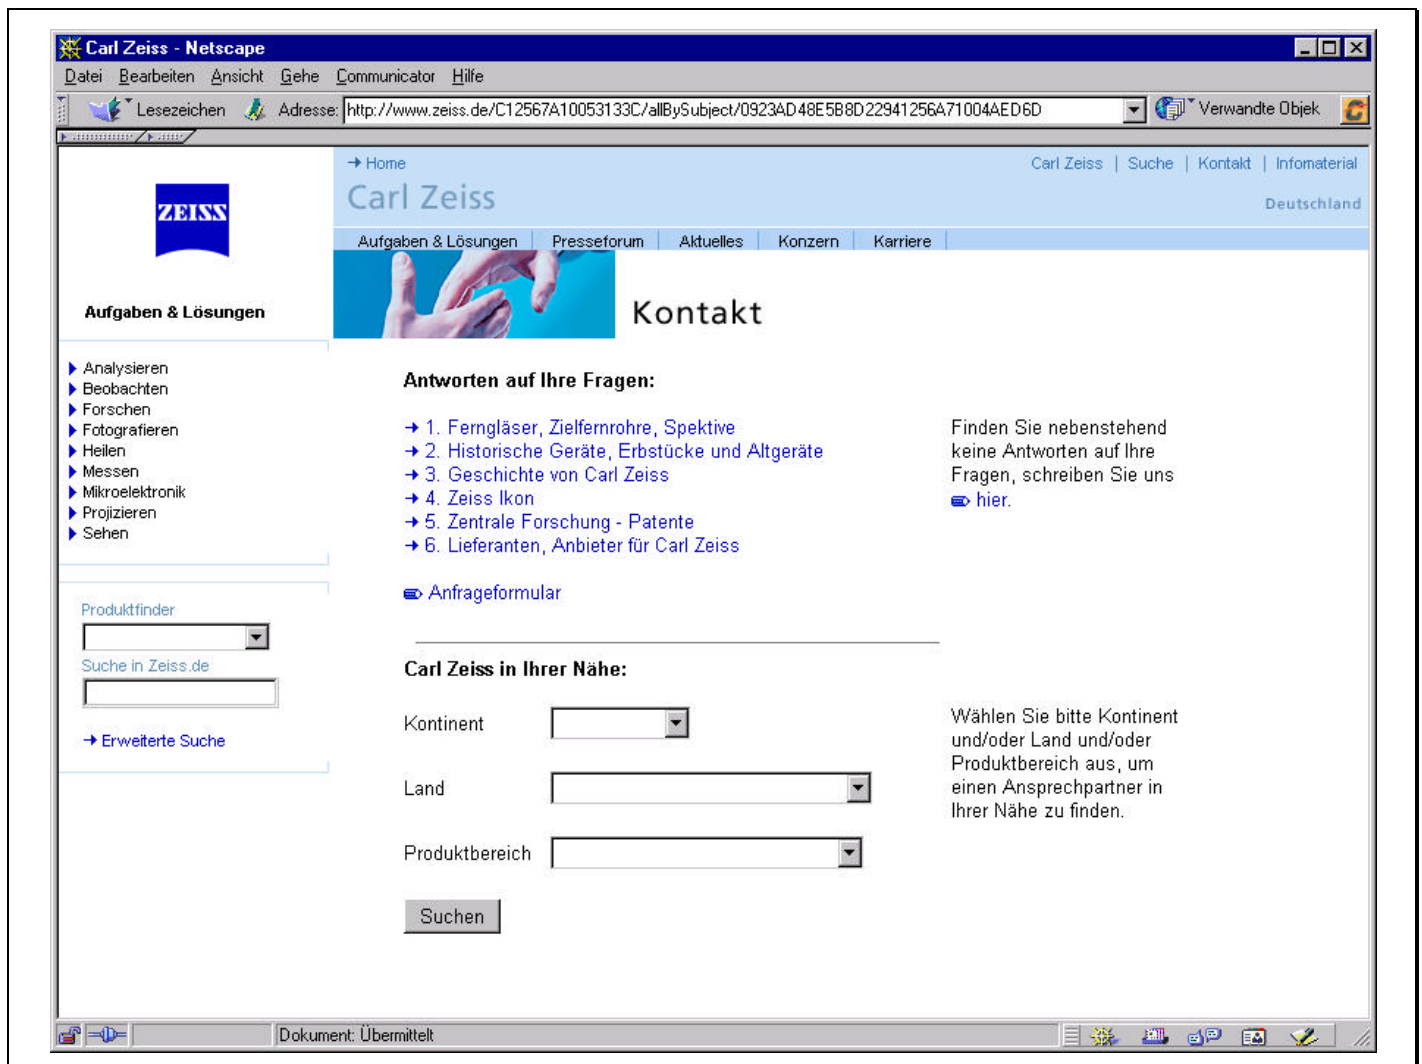 Carl Zeiss - Netscape
Datei Bearbeiten Ansicht Gehe Communicator Hilfe
Lesezeichen Adresse: http://www.zeiss.de/C12567A10053133C/allBySubject/0923AD48E5B8D22941256A71004AED6D Verwandte Objek
Home
Carl Zeiss | Suche | Kontakt | Infomaterial
ZEISS
Carl Zeiss
Deutschland
Aufgaben & Lösungen | Presseforum | Aktuelles | Konzern | Karriere
Aufgaben & Lösungen
Kontakt
Analysieren
Beobachten
Forschen
Fotografieren
Heilen
Messen
Mikroelektronik
Projizieren
Sehen
Produktfinder
Suche in Zeiss.de
Erweiterte Suche
Antworten auf Ihre Fragen:
1. Ferngläser, Zielfernrohre, Spektive
2. Historische Geräte, Erbstücke und Altgeräte
3. Geschichte von Carl Zeiss
4. Zeiss Ikon
5. Zentrale Forschung - Patente
6. Lieferanten, Anbieter für Carl Zeiss
Anfrageformular
Finden Sie nebenstehend
keine Antworten auf Ihre
Fragen, schreiben Sie uns
hier.
Carl Zeiss in Ihrer Nähe:
Kontinent
Land
Produktbereich
Suchen
Wählen Sie bitte Kontinent
und/oder Land und/oder
Produktbereich aus, um
einen Ansprechpartner in
Ihrer Nähe zu finden.
Dokument: Übermittelt